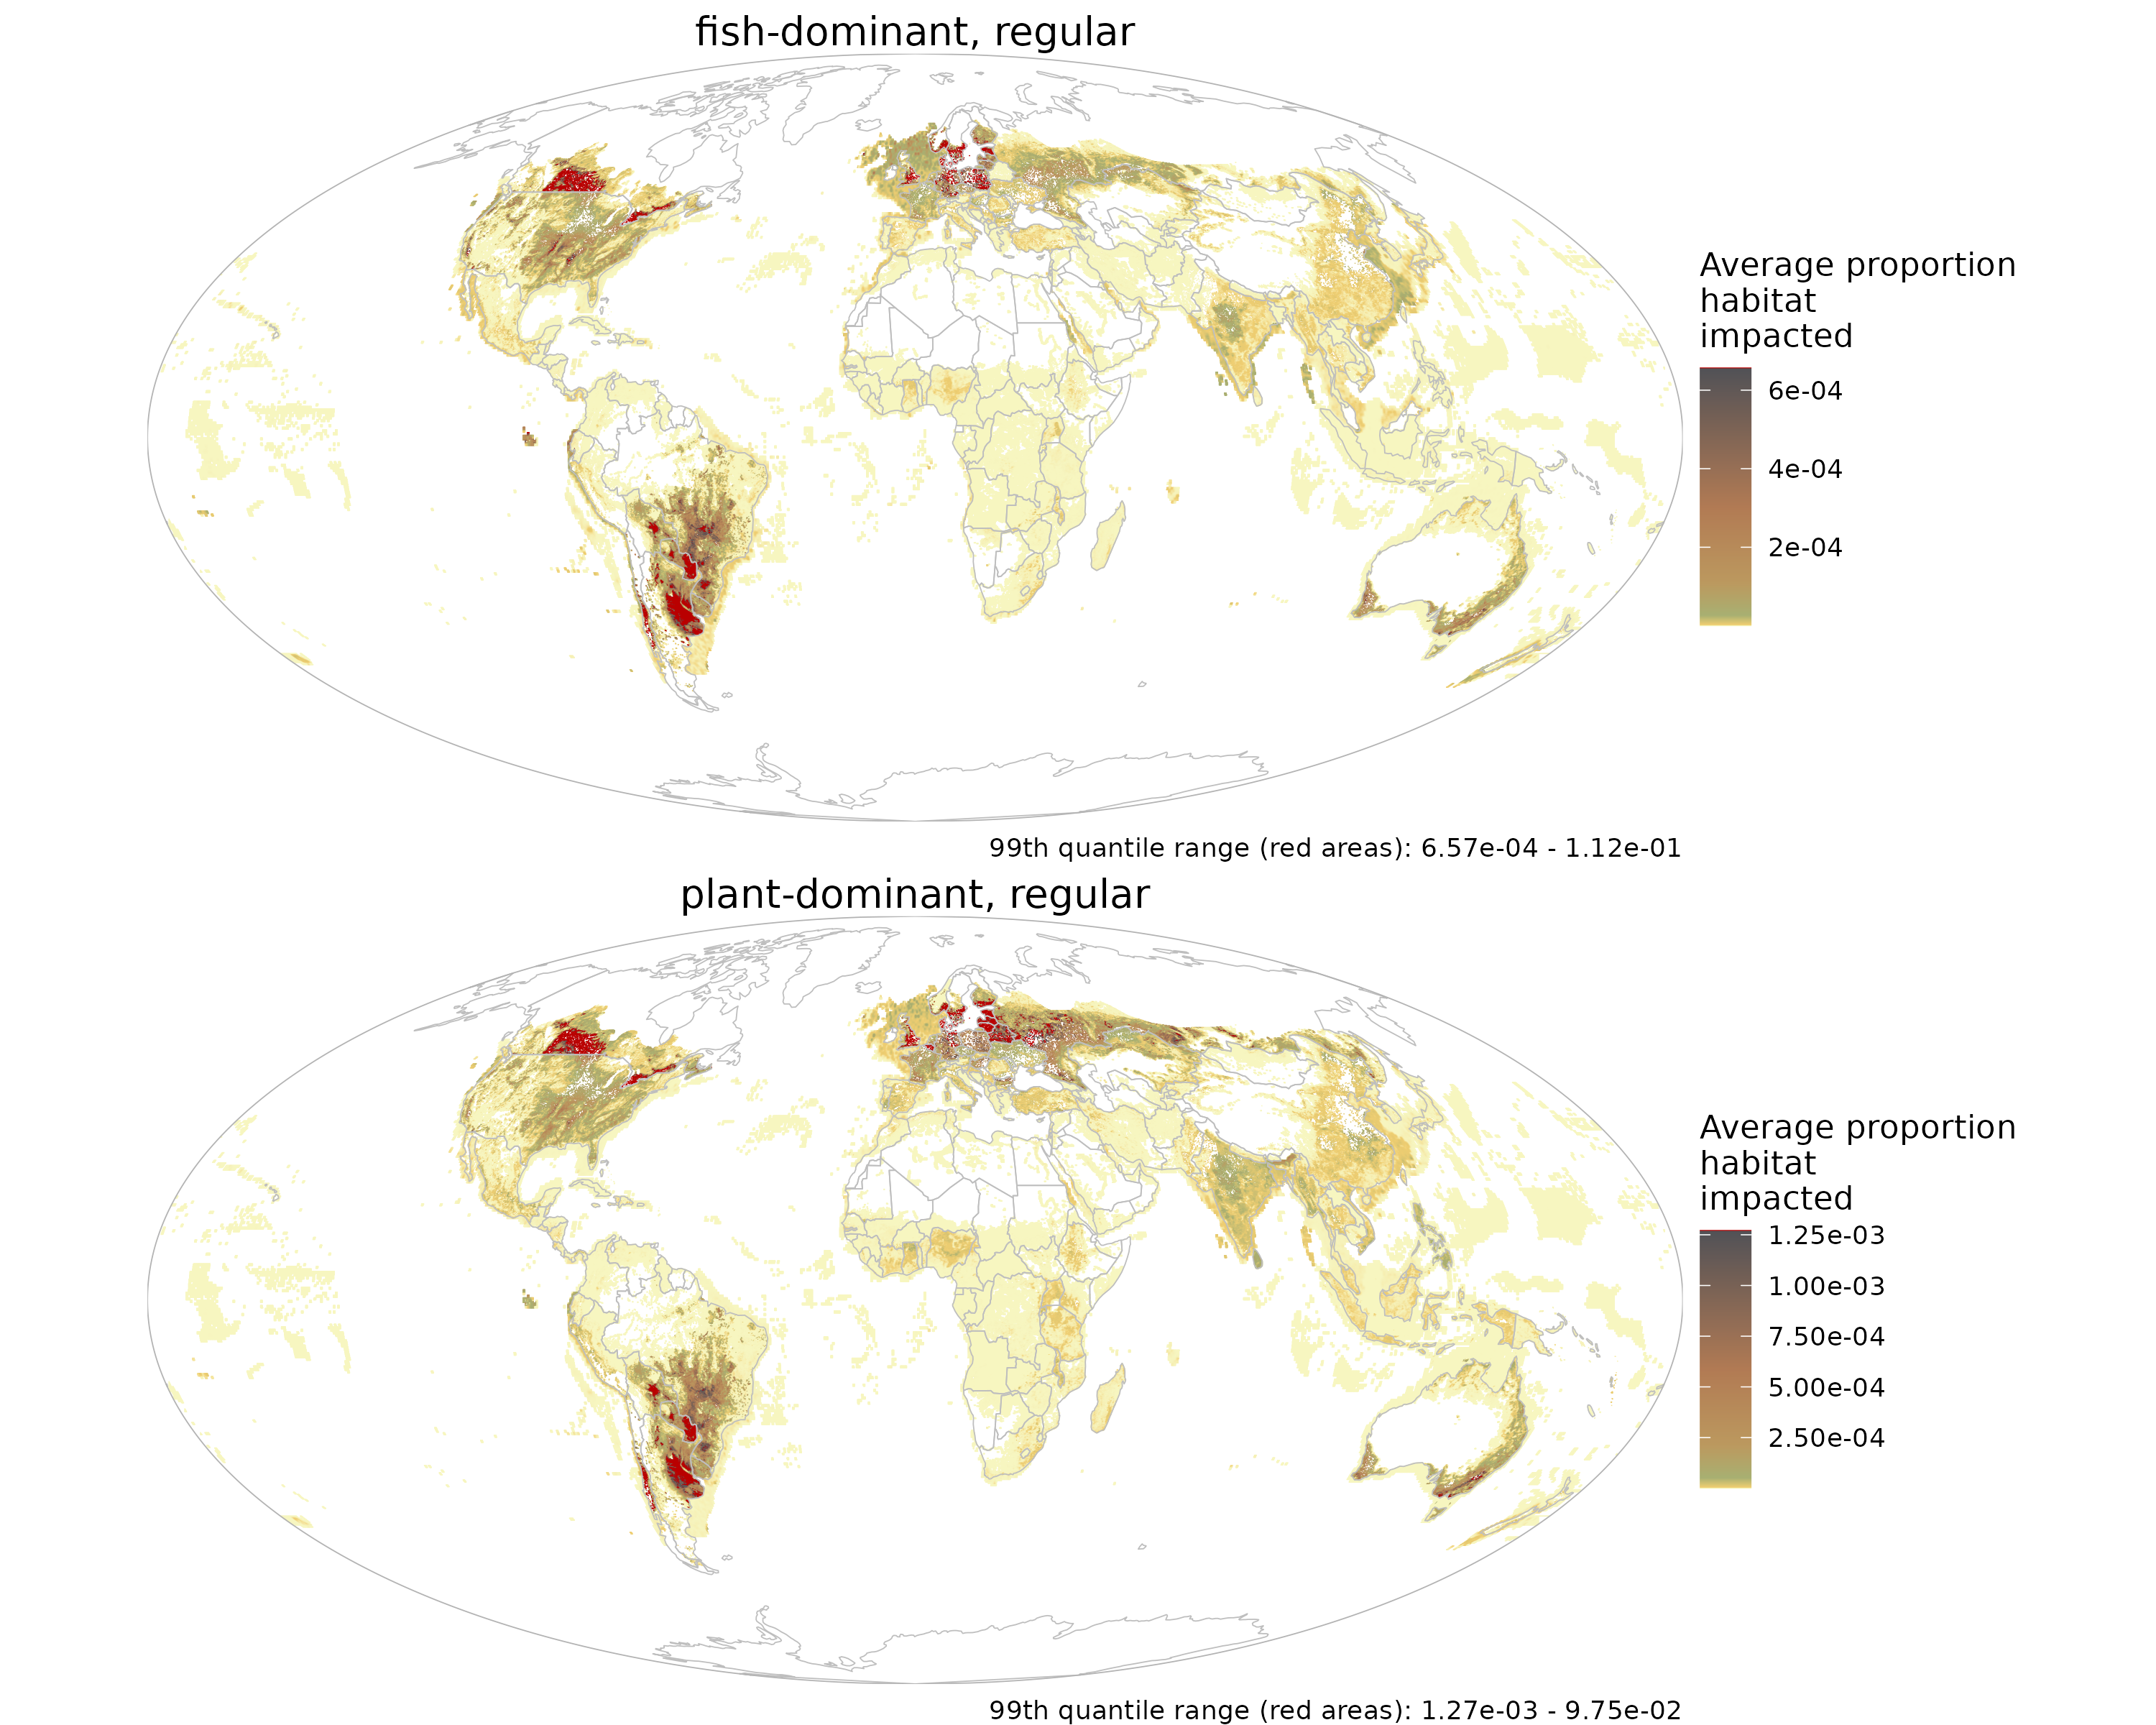 fish-dominant, regular
Average proportion
habitat
impacted
6e-04
4e-04
2e-04
99th quantile range (red areas): 6.57e-04 - 1.12e-01
plant-dominant, regular
Average proportion
habitat
impacted
1.25e-03
1.00e-03
7.50e-04
5.00e-04
2.50e-04
99th quantile range (red areas): 1.27e-03 - 9.75e-02